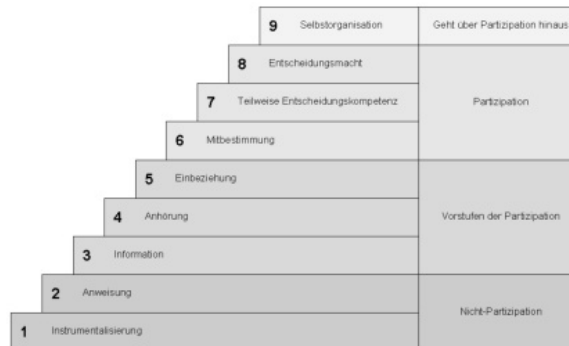 9 Selbstorganisation Geht über Partizipation hinaus
8 Entscheidungsmacht
7 Teilweise Entscheidungskompetenz Partizipation
6 Mitbestimmung
5 Einbeziehung
4 Anhörung Vorstufen der Partizipation
3 Information
2 Anweisung
Nicht-Partizipation
1 Instrumentalisierung